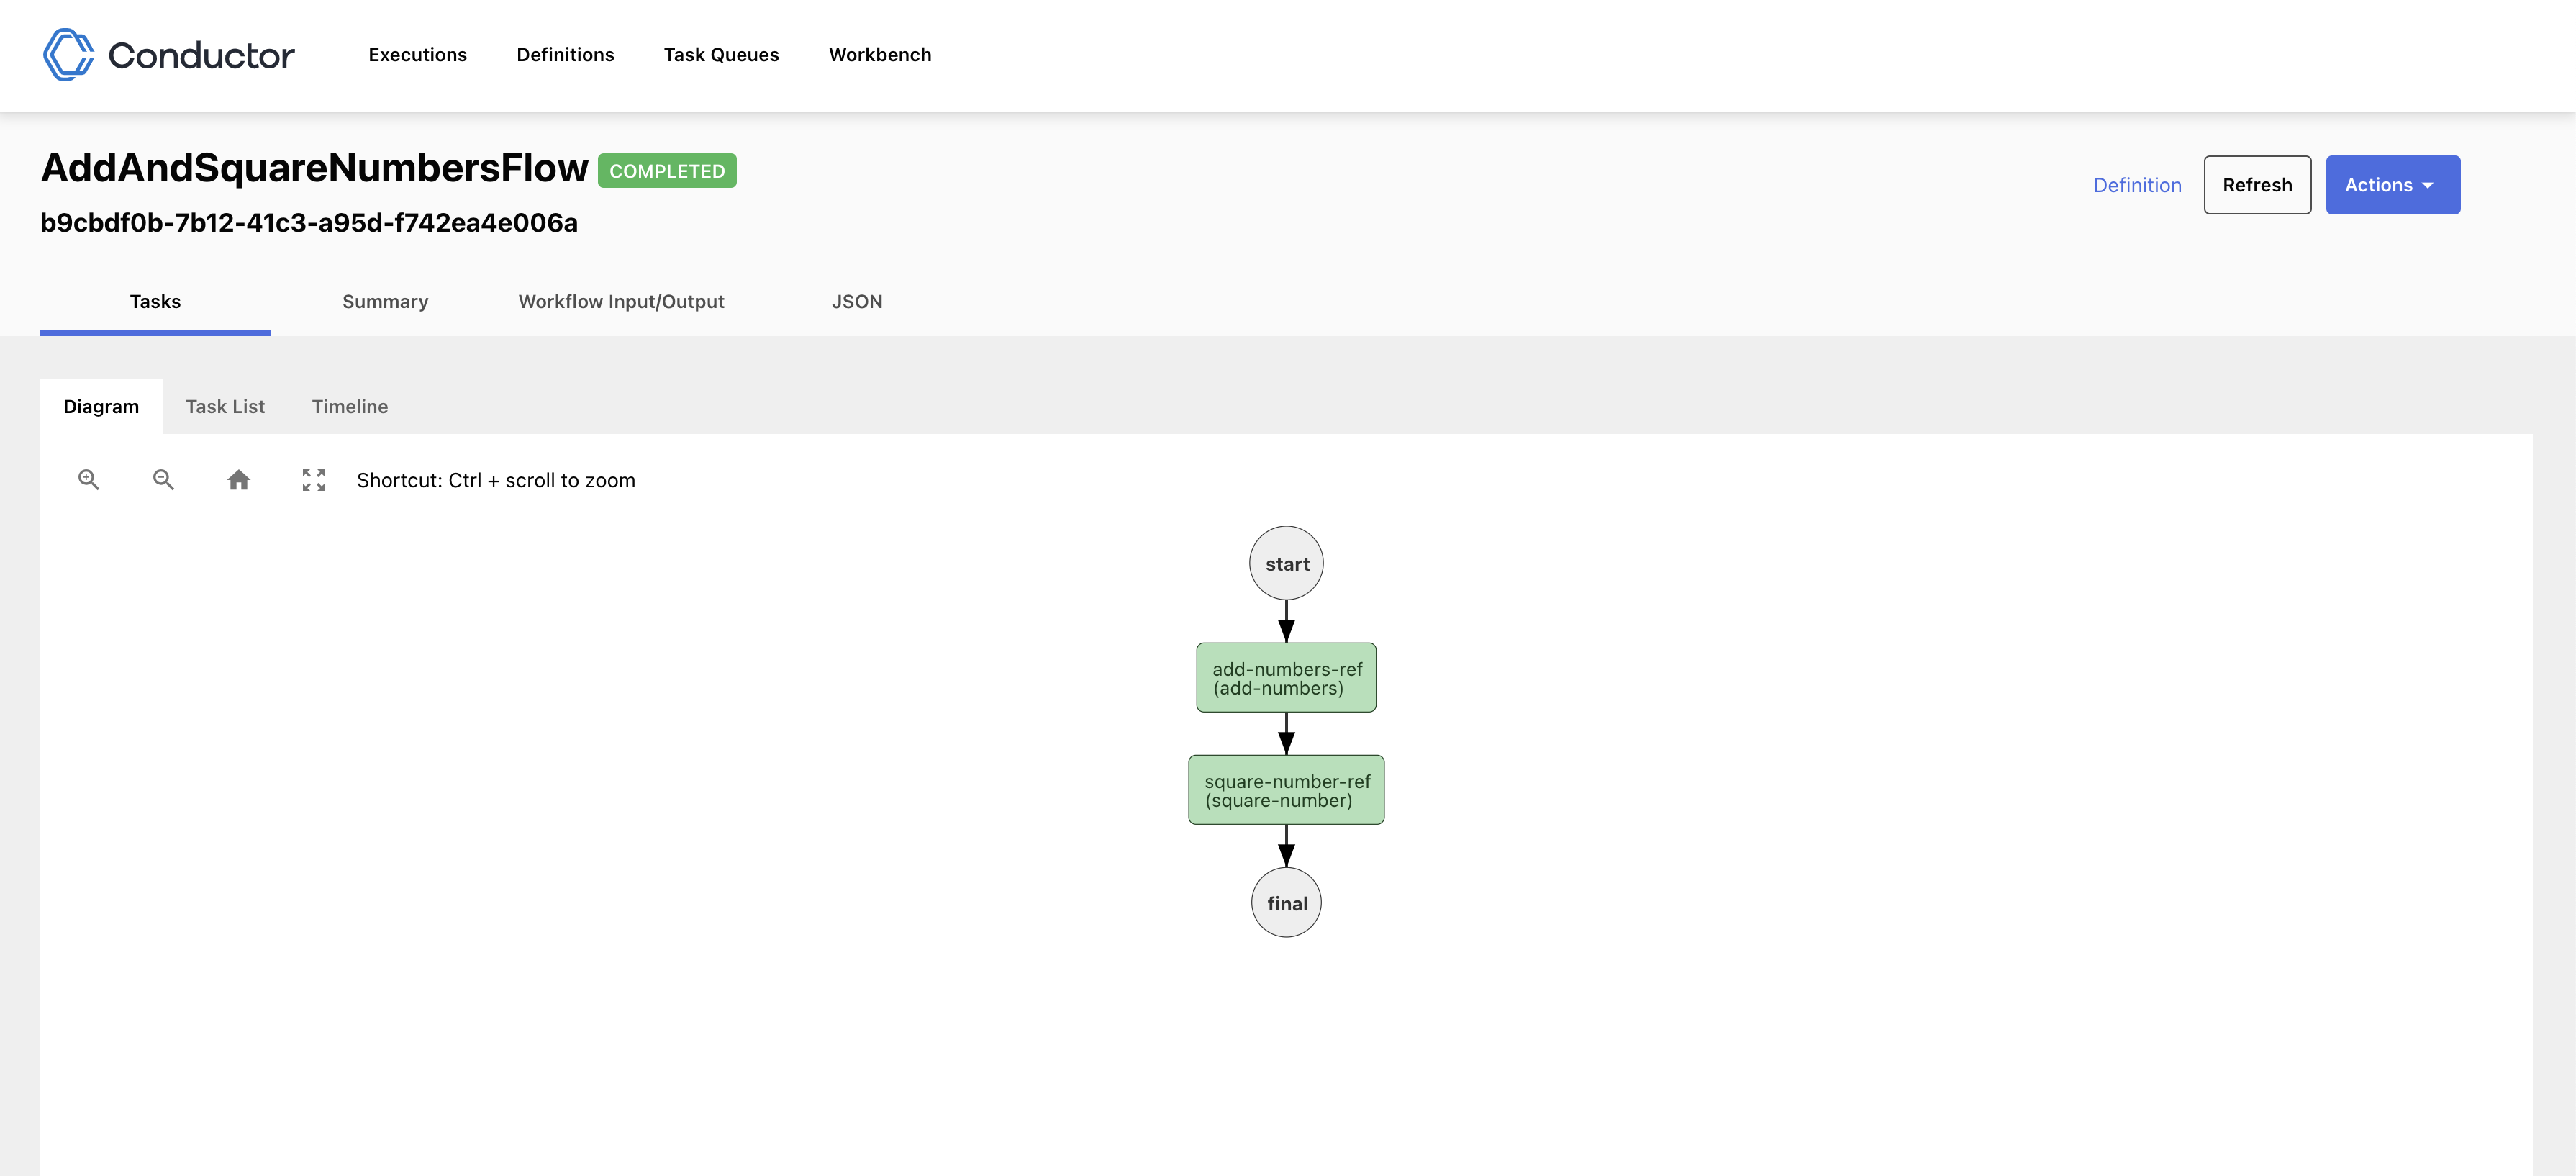 Conductor
Executions
Definitions
Task Queues
Workbench
AddAndSquareNumbersFlow
COMPLETED
b9cbdf0b-7b12-41c3-a95d-f742ea4e006a
Definition
Refresh
Actions
Tasks
Summary
Workflow Input/Output
JSON
Diagram
Task List
Timeline
Shortcut: Ctrl + scroll to zoom
start
add-numbers-ref
(add-numbers)
square-number-ref
(square-number)
final